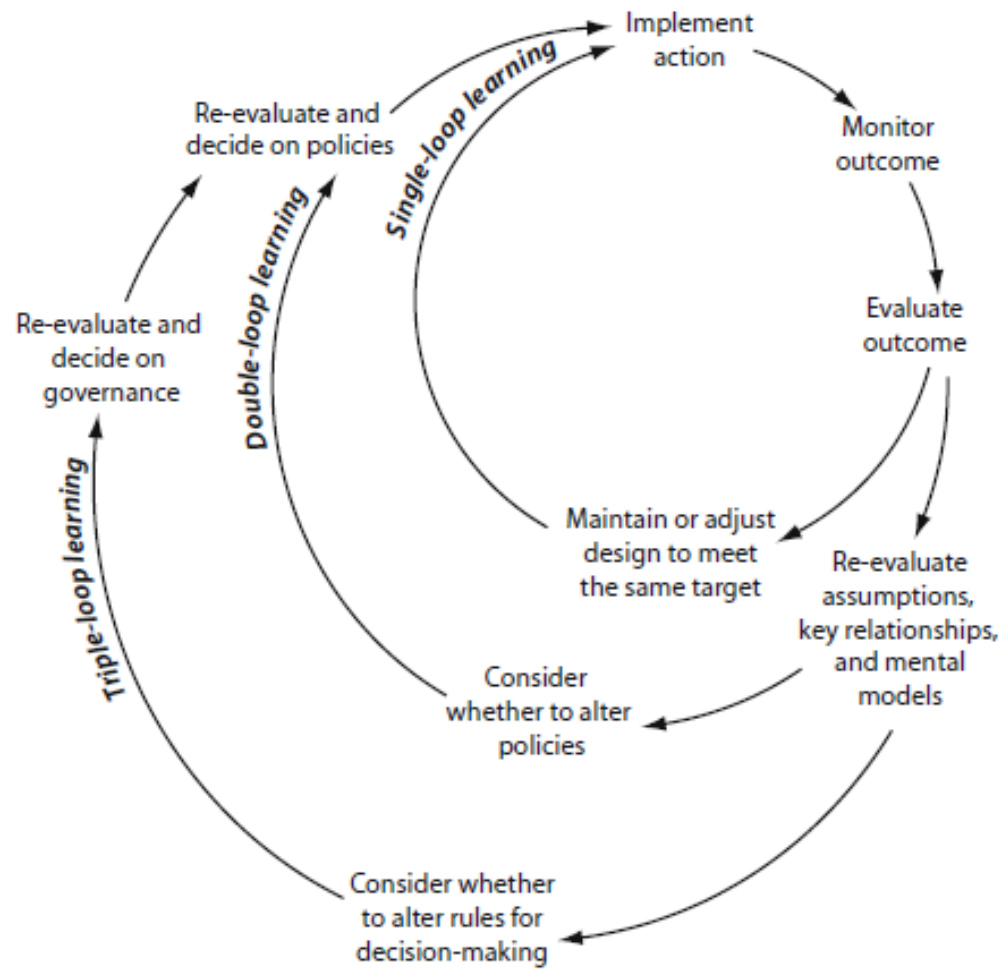 Implement
action
Monitor
outcome
Evaluate
outcome
Maintain or adjust
design to meet
the same target
Single-loop learning
Re-evaluate
assumptions,
key relationships,
and mental
models
Consider
whether to alter
policies
Double-loop learning
Re-evaluate and
decide on policies
Consider whether
to alter rules for
decision-making
Triple-loop learning
Re-evaluate and
decide on
governance